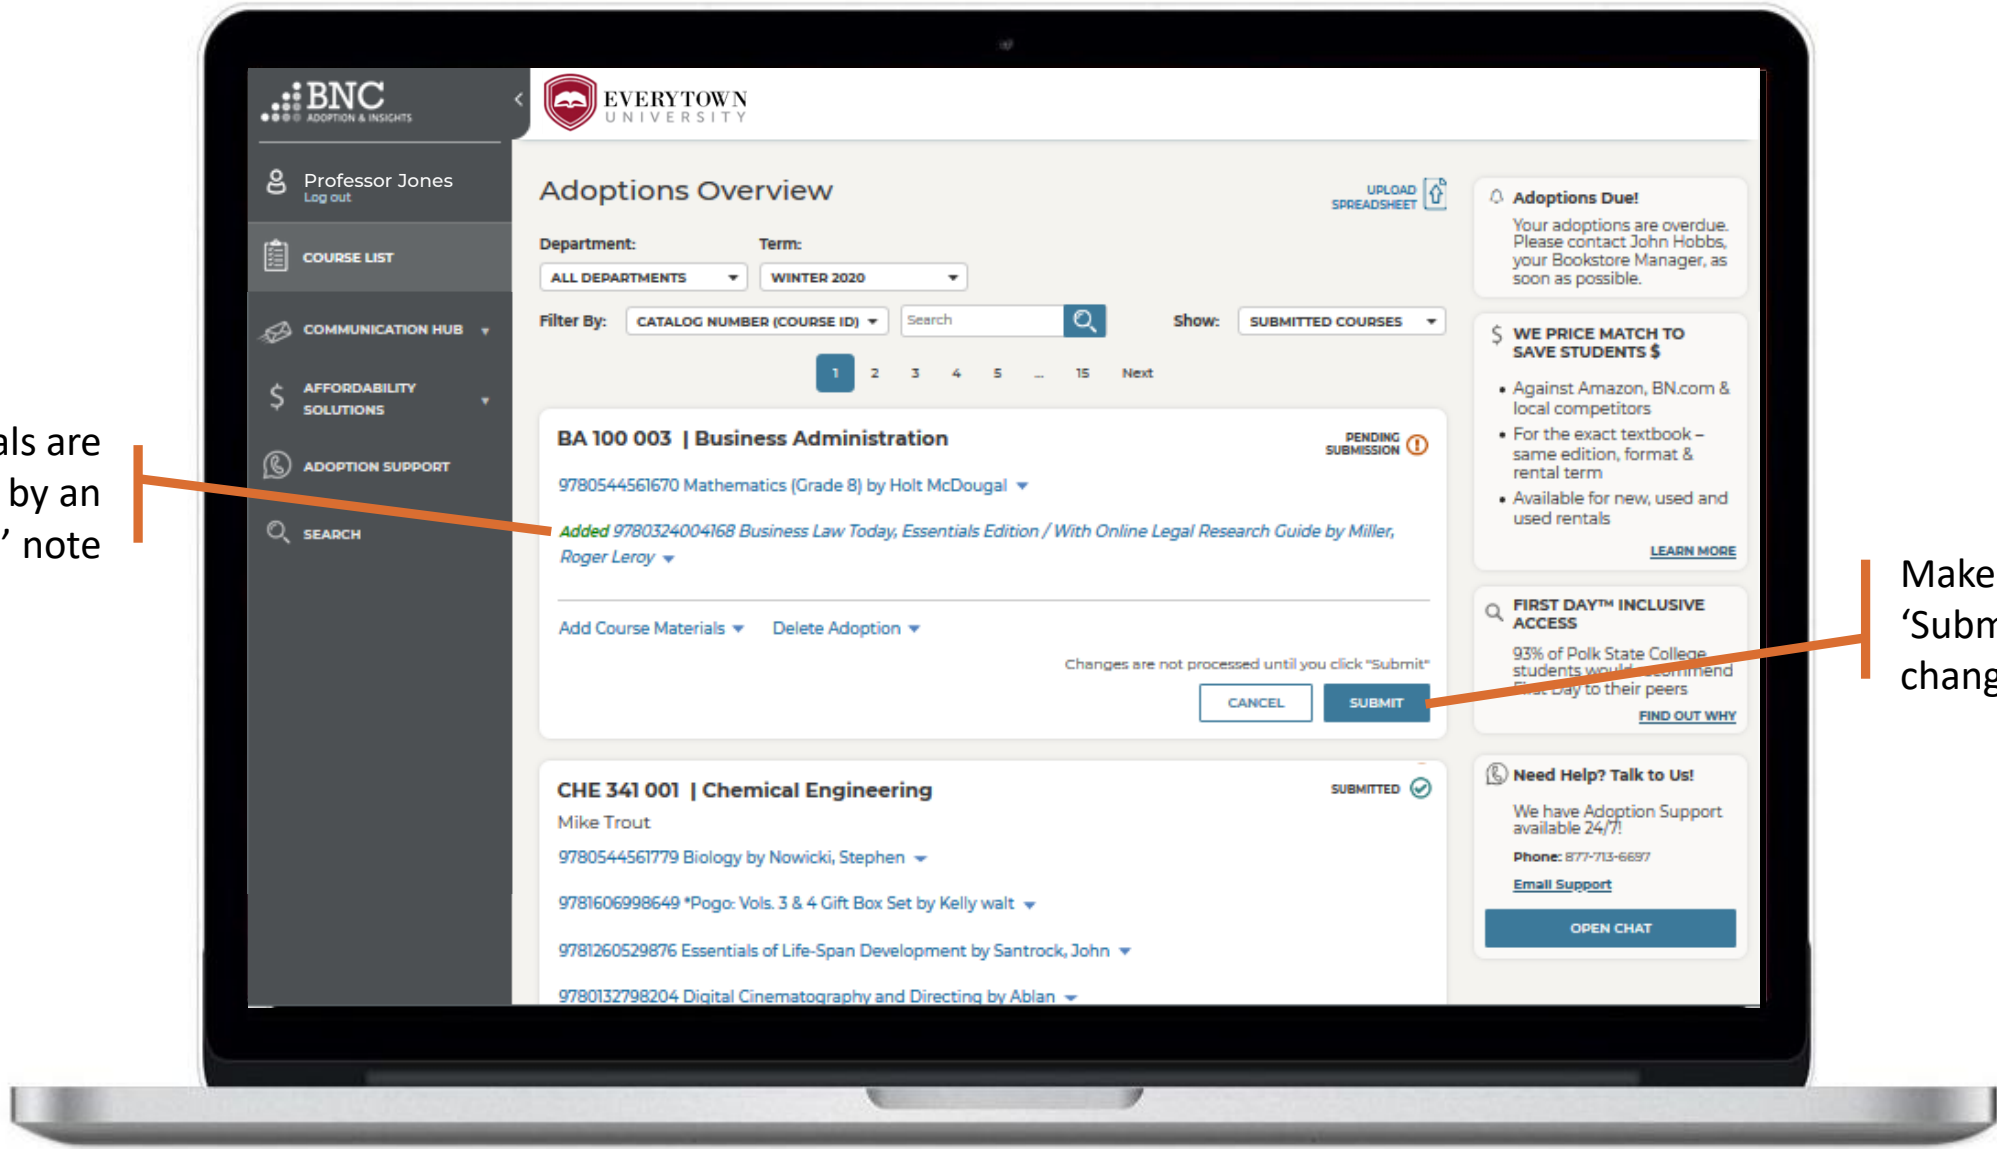 BNC
ADOPTION & INSIGHTS
EVERYTOWN
UNIVERSITY
Professor Jones
Log out
COURSE LIST
COMMUNICATION HUB
AFFORDABILITY
SOLUTIONS
ADOPTION SUPPORT
SEARCH
Adoptions Overview
UPLOAD
SPREADSHEET
Department: Term:
ALL DEPARTMENTS WINTER 2020
Filter By: CATALOG NUMBER (COURSE ID) Search Show: SUBMITTED COURSES
1 2 3 4 5 ... 15 Next
BA 100 003 | Business Administration
PENDING
SUBMISSION
9780544561670 Mathematics (Grade 8) by Holt McDougal
Added 9780324004168 Business Law Today, Essentials Edition / With Online Legal Research Guide by Miller,
Roger Leroy
Add Course Materials Delete Adoption
Changes are not processed until you click "Submit"
CANCEL SUBMIT
CHE 341 001 | Chemical Engineering
SUBMITTED
Mike Trout
9780544561779 Biology by Nowicki, Stephen
9781606998649 *Pogo: Vols. 3 & 4 Gift Box Set by Kelly walt
9781260529876 Essentials of Life-Span Development by Santrock, John
9780132798204 Digital Cinematography and Directing by Ablan
Adoptions Due!
Your adoptions are overdue.
Please contact John Hobbs,
your Bookstore Manager, as
soon as possible.
$ WE PRICE MATCH TO
SAVE STUDENTS $
• Against Amazon, BN.com &
local competitors
• For the exact textbook –
same edition, format &
rental term
• Available for new, used and
used rentals
LEARN MORE
FIRST DAY™ INCLUSIVE
ACCESS
93% of Polk State College
students would recommend
First Day to their peers
FIND OUT WHY
Need Help? Talk to Us!
We have Adoption Support
available 24/7!
Phone: 877-713-6697
Email Support
OPEN CHAT
als are
by an
’ note
Make
‘Subm
chang